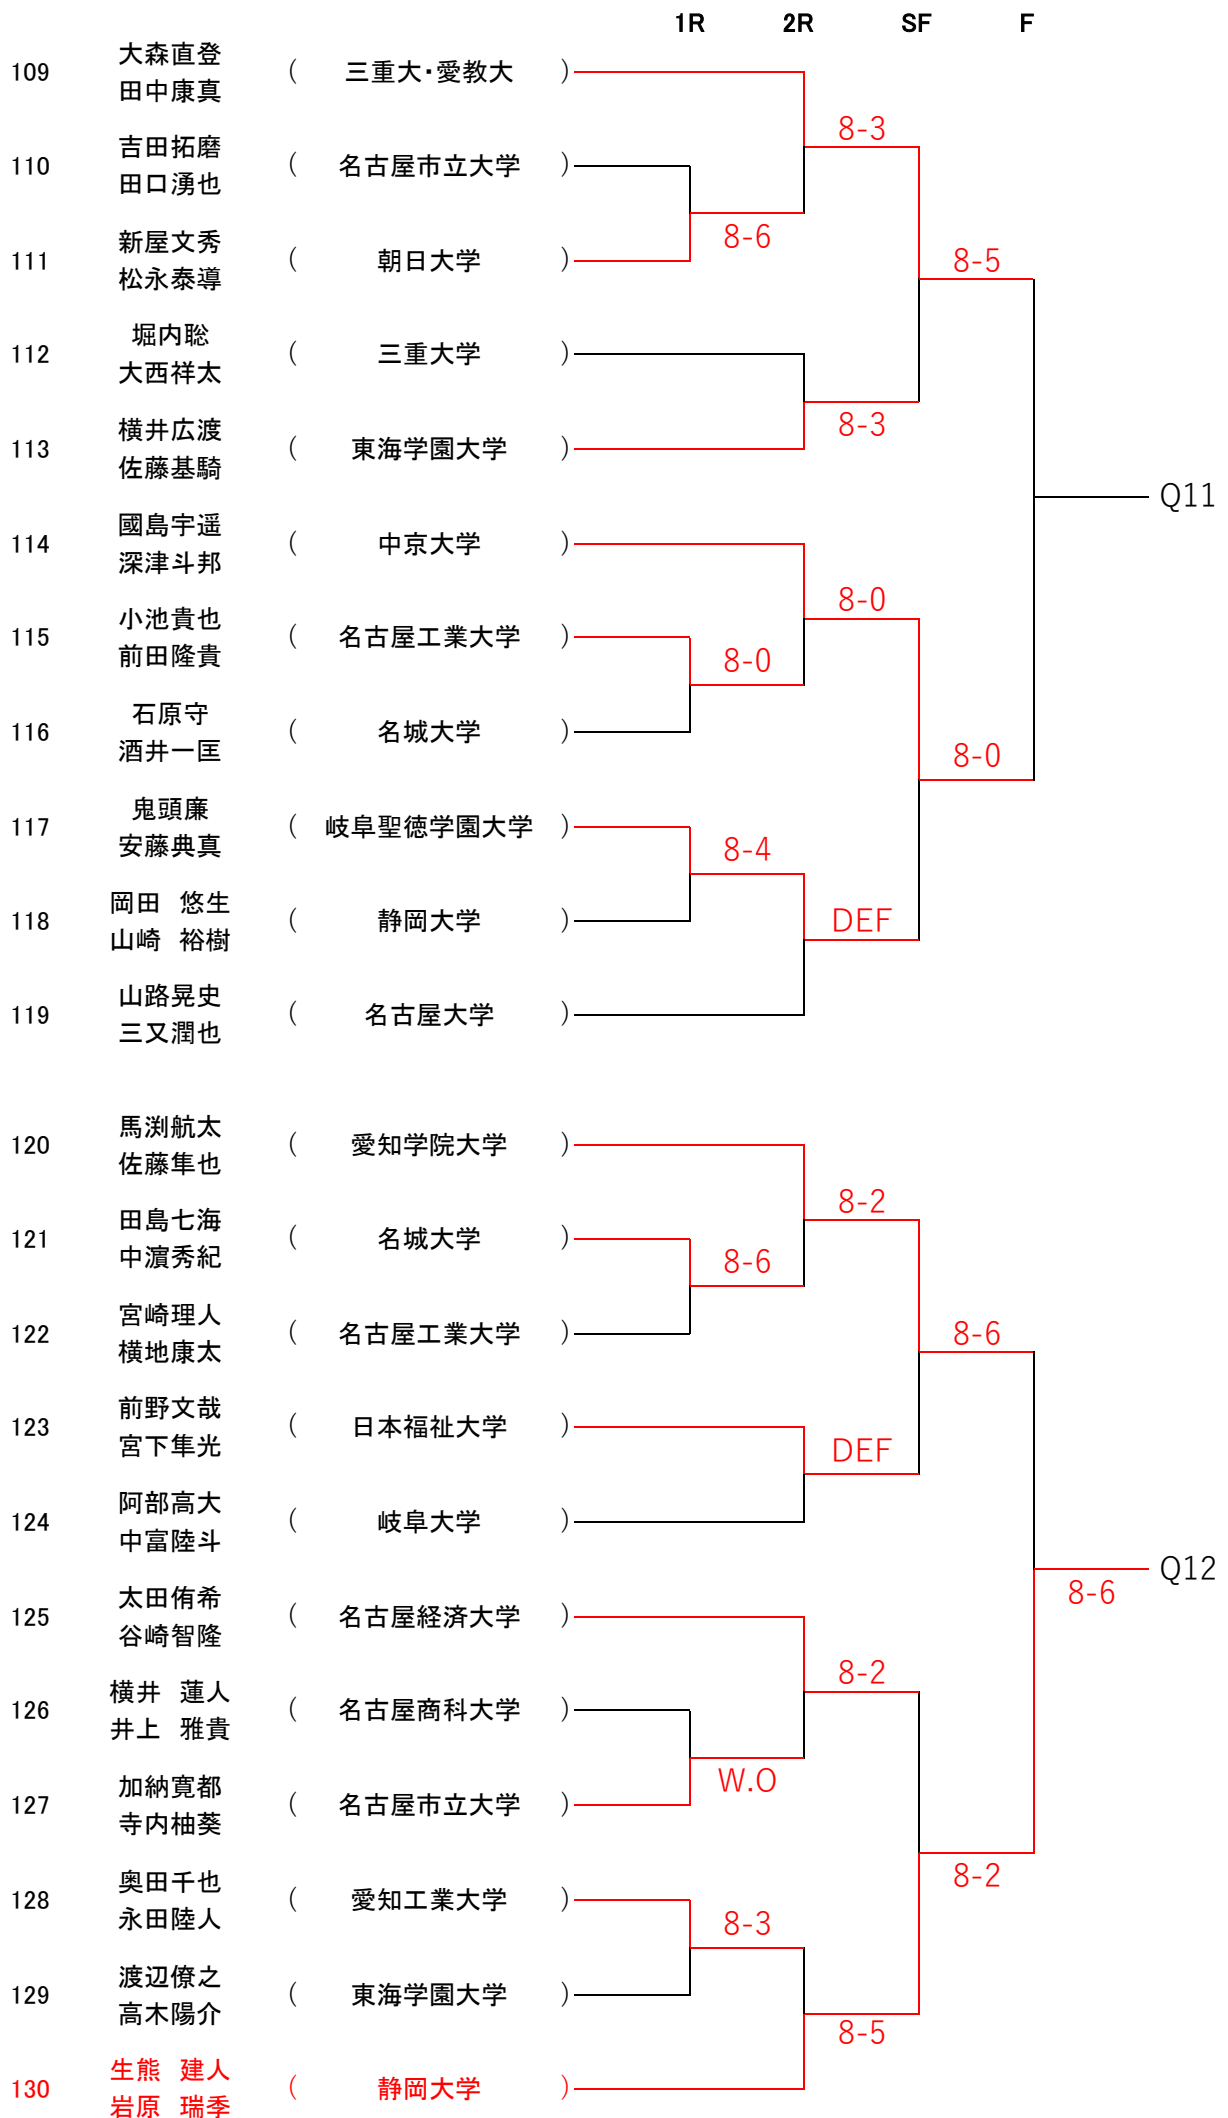 1R 2R SF F
大森直登
109 ( 三重大・愛教大 )
田中康真
8-3
吉田拓磨
110 ( 名古屋市立大学 )
田口湧也
8-6
新屋文秀
111 ( 朝日大学 ) 8-5
松永泰導
堀内聡
112 ( 三重大学 )
大西祥太
8-3
横井広渡
113 ( 東海学園大学 )
佐藤基騎
Q11
國島宇遥
114 ( 中京大学 )
深津斗邦
8-0
小池貴也
115 ( 名古屋工業大学 )
前田隆貴
8-0
石原守
116 ( 名城大学 )
酒井一匡
8-0
鬼頭廉
117 ( 岐阜聖徳学園大学 )
安藤典真
8-4
岡田 悠生
118 ( 静岡大学 ) DEF
山崎 裕樹
山路晃史
119 ( 名古屋大学 )
三又潤也
馬渕航太
120 ( 愛知学院大学 )
佐藤隼也
8-2
田島七海
121 ( 名城大学 )
中濵秀紀
8-6
宮崎理人
122 ( 名古屋工業大学 ) 8-6
横地康太
前野文哉
123 ( 日本福祉大学 )
宮下隼光
DEF
阿部高大
124 ( 岐阜大学 )
中富陸斗
Q12
8-6
太田侑希
125 ( 名古屋経済大学 )
谷崎智隆
8-2
横井 蓮人
126 ( 名古屋商科大学 )
井上 雅貴
W.O
加納寛都
127 ( 名古屋市立大学 )
寺内柚葵
8-2
奥田千也
128 ( 愛知工業大学 )
永田陸人
8-3
渡辺僚之
129 ( 東海学園大学 )
高木陽介
8-5
生熊 建人
130 ( 静岡大学 )
岩原 瑞季